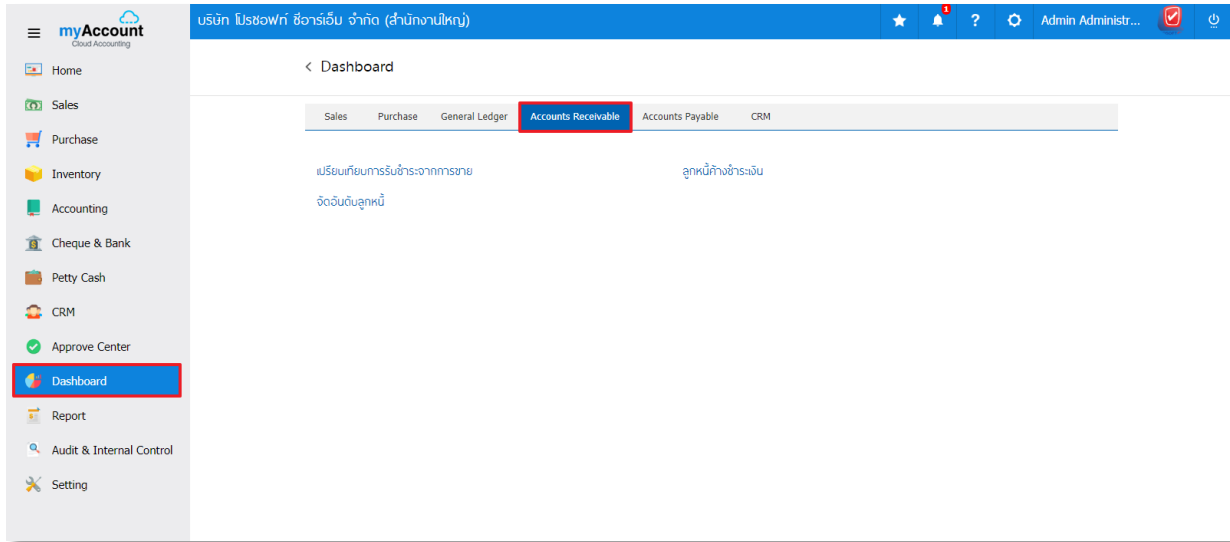 myAccount
Cloud Accounting
บริษัท โปรซอฟท์ ซีอาร์เอ็ม จำกัด (สำนักงานใหญ่)
1
?
Admin Administr...
Home
Sales
Purchase
Inventory
Accounting
Cheque & Bank
Petty Cash
CRM
Approve Center
Dashboard
Report
Audit & Internal Control
Setting
< Dashboard
Sales Purchase General Ledger Accounts Receivable Accounts Payable CRM
เปรียบเทียบการรับชำระจากการขาย ลูกหนี้ค้างชำระเงิน
จัดอันดับลูกหนี้